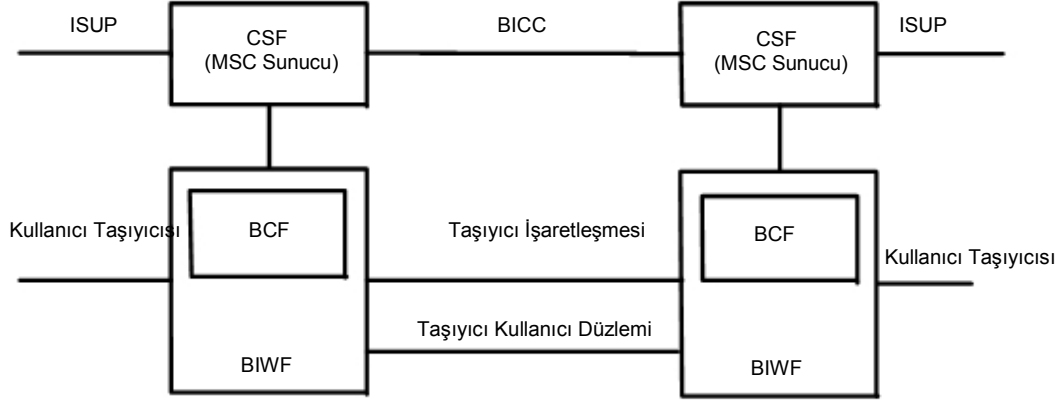 ISUP
BICC
ISUP
CSF
(MSC Sunucu)
CSF
(MSC Sunucu)
Kullanıcı Taşıyıcısı
BCF
Taşıyıcı İşaretleşmesi
BCF
Kullanıcı Taşıyıcısı
Taşıyıcı Kullanıcı Düzlemi
BIWF
BIWF